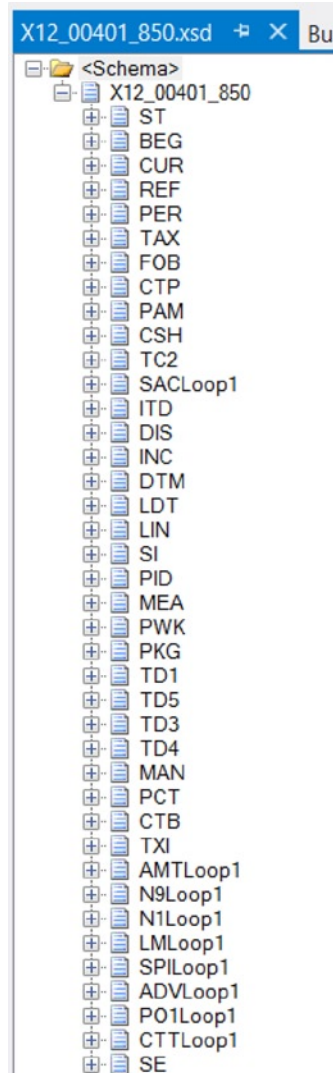 X12_00401_850.xsd Bu
<Schema>
X12_00401_850
ST
BEG
CUR
REF
PER
TAX
FOB
CTP
PAM
CSH
TC2
SACLoop1
ITD
DIS
INC
DTM
LDT
LIN
SI
PID
MEA
PWK
PKG
TD1
TD5
TD3
TD4
MAN
PCT
CTB
TXI
AMTLoop1
N9Loop1
N1Loop1
LMLoop1
SPILoop1
ADVLoop1
PO1Loop1
CTTLoop1
SE